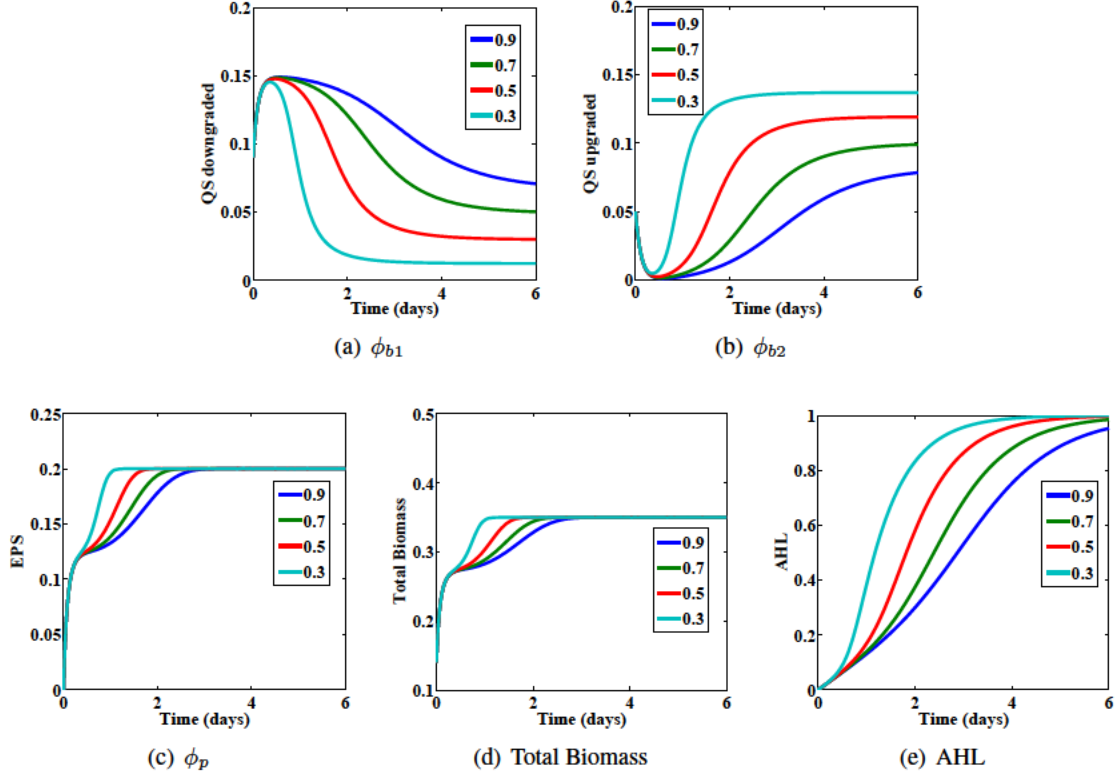 0.2
0.15
0.1
0.05
0
QS downgraded
0.9
0.7
0.5
0.3
0 2 4 6
Time (days)
(a) ϕb1
0.2
0.15
0.1
0.05
0
QS upgraded
0.9
0.7
0.5
0.3
0 2 4 6
Time (days)
(b) ϕb2
0.25
0.2
0.15
0.1
0.05
0
EPS
0.9
0.7
0.5
0.3
0 2 4 6
Time (days)
(c) ϕp
0.5
0.4
0.3
0.2
0.1
Total Biomass
0.9
0.7
0.5
0.3
0 2 4 6
Time (days)
(d) Total Biomass
1
0.8
0.6
0.4
0.2
0
AHL
0.9
0.7
0.5
0.3
0 2 4 6
Time (days)
(e) AHL